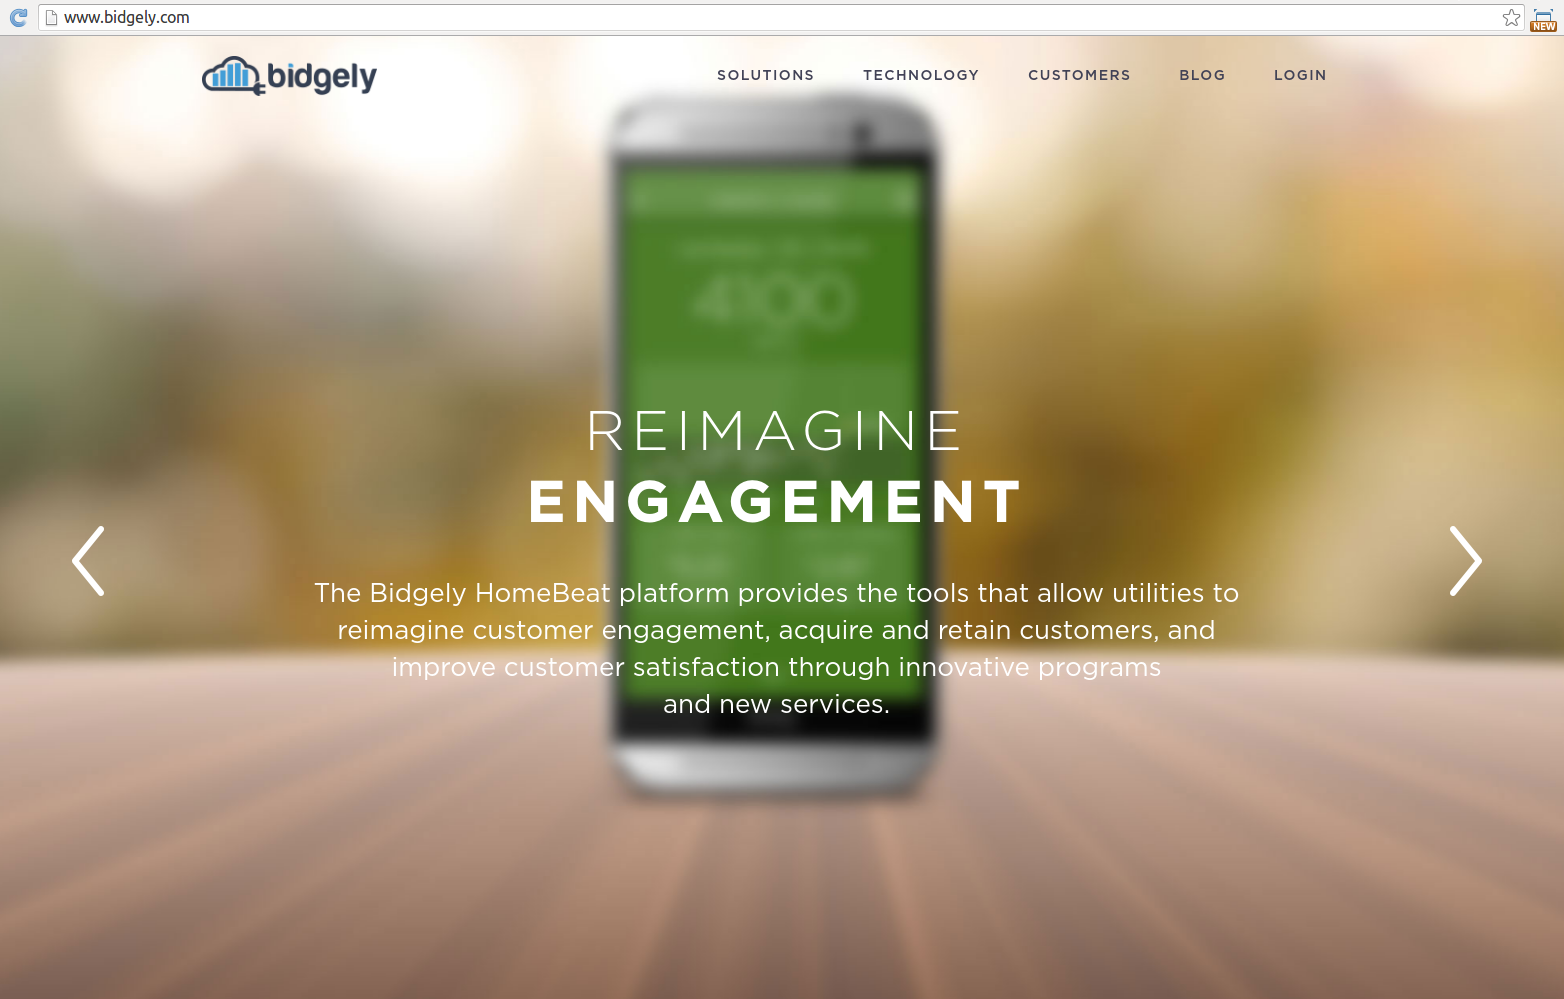 www.bidgely.com
NEW
bidgely
SOLUTIONS TECHNOLOGY CUSTOMERS BLOG LOGIN
4100
REIMAGINE
ENGAGEMENT
The Bidgely HomeBeat platform provides the tools that allow utilities to
reimagine customer engagement, acquire and retain customers, and
improve customer satisfaction through innovative programs
and new services.